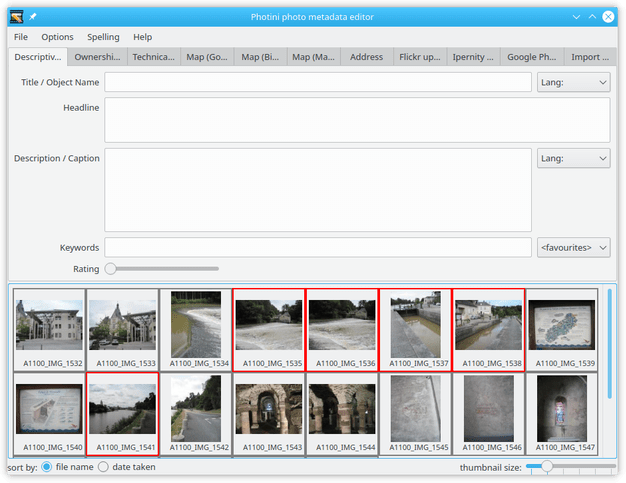 Photini photo metadata editor
File Options Spelling Help
Descriptiv... Ownershi... Technica... Map (Go... Map (Bi... Map (Ma... Address Flickr up... Ipernity ... Google Ph... Import ...
Title / Object Name Lang:
Headline
Description / Caption Lang:
Keywords <favourites>
Rating
A1100_IMG_1532 A1100_IMG_1533 A1100_IMG_1534 A1100_IMG_1535 A1100_IMG_1536 A1100_IMG_1537 A1100_IMG_1538 A1100_IMG_1539
A1100_IMG_1540 A1100_IMG_1541 A1100_IMG_1542 A1100_IMG_1543 A1100_IMG_1544 A1100_IMG_1545 A1100_IMG_1546 A1100_IMG_1547
sort by: file name date taken thumbnail size: